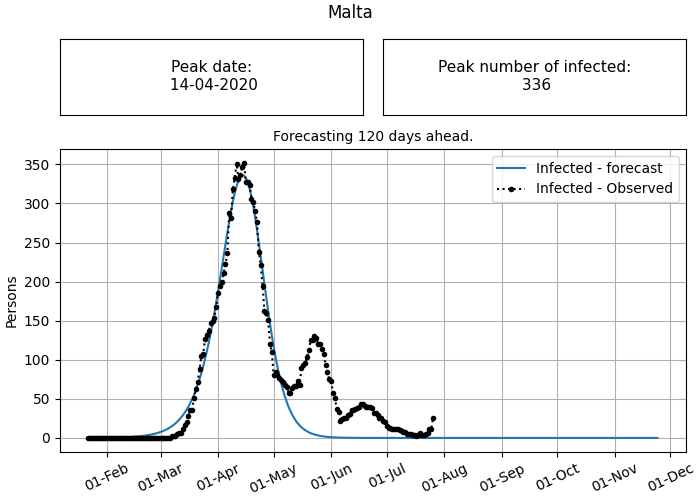 Malta
Peak date:
14-04-2020
Peak number of infected:
336
Forecasting 120 days ahead.
Infected - forecast
Infected - Observed
Persons
350
300
250
200
150
100
50
0
01-Feb
01-Mar
01-Apr
01-May
01-Jun
01-Jul
01-Aug
01-Sep
01-Oct
01-Nov
01-Dec